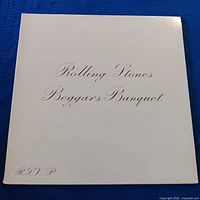 Rolling Stones
Beggars Banquet
R.S.V.P.